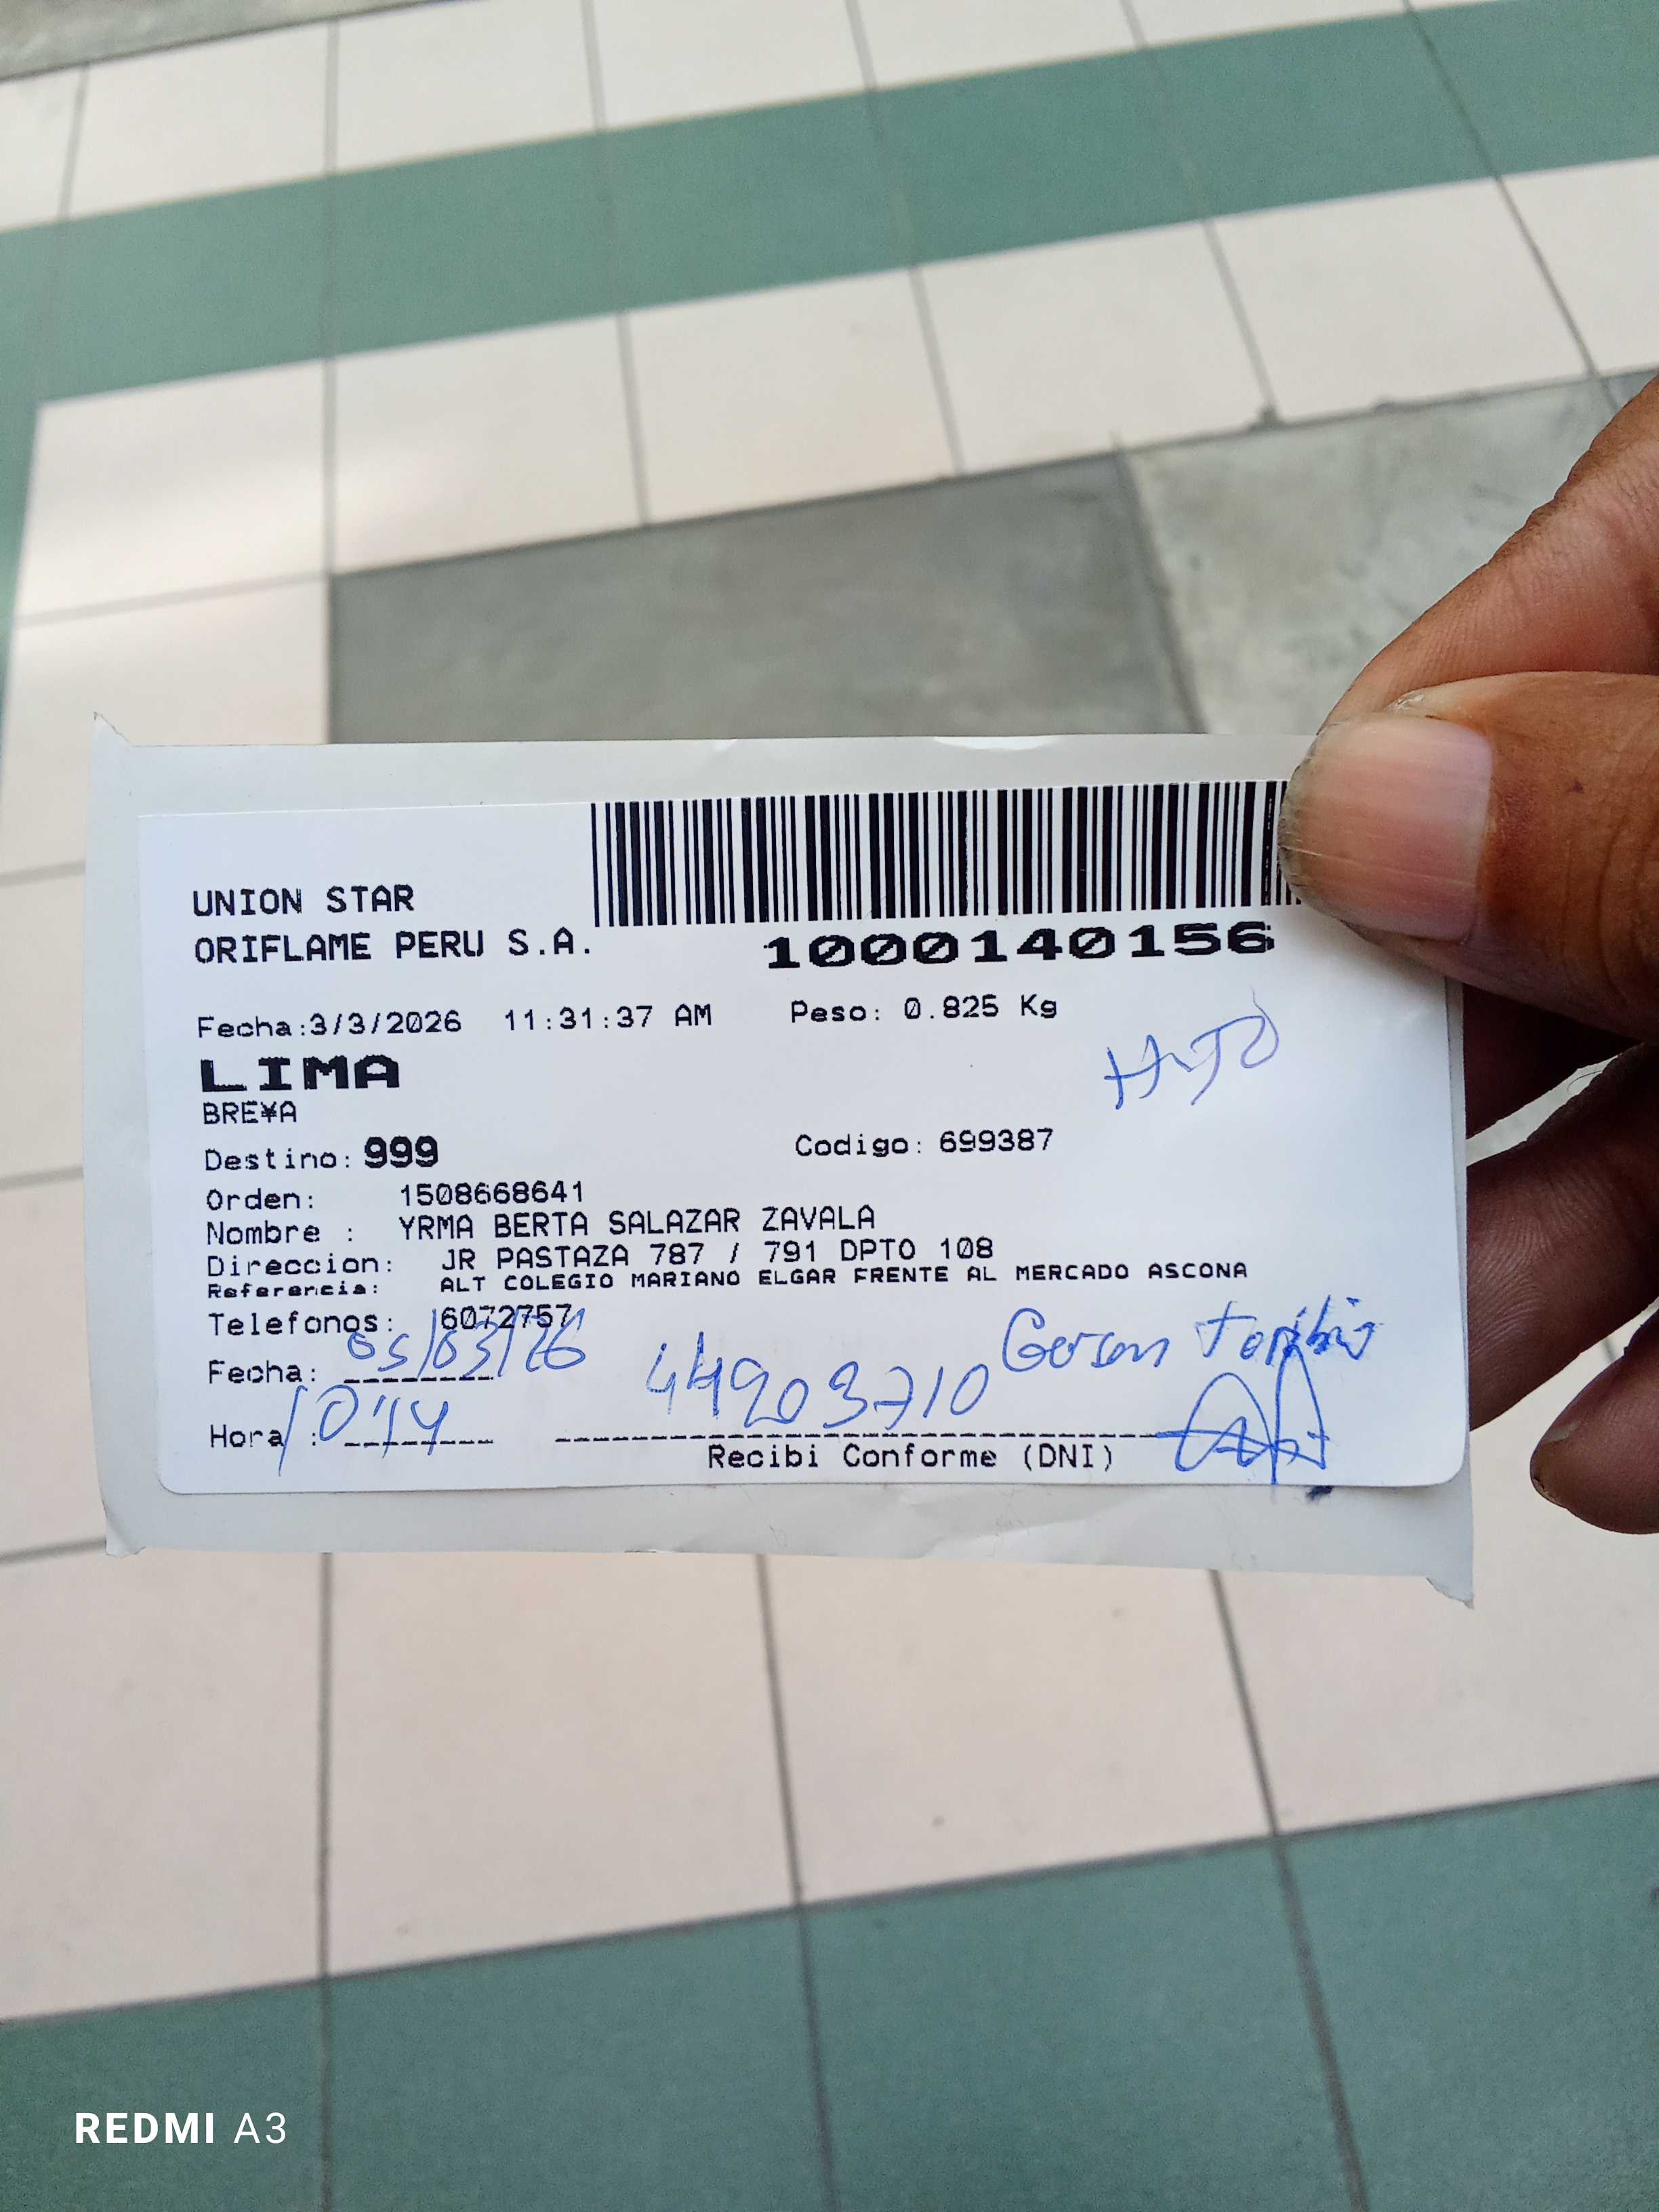 UNION STAR
ORIFLAME PERU S.A.
1000140156
Fecha:3/3/2026 11:31:37 AM Peso: 0.825 Kg
LIMA
BRE¥A
Destino: 999 Codigo: 699387
Orden: 1508668641
Nombre : YRMA BERTA SALAZAR ZAVALA
Direccion: JR PASTAZA 787 / 791 DPTO 108
Referencia: ALT COLEGIO MARIANO ELGAR FRENTE AL MERCADO ASCONA
Telefonos: 6072757
Fecha: 05/03/26 44903710 Gerson Toribio
Hora : 10:14
Recibi Conforme (DNI)
REDMI A3